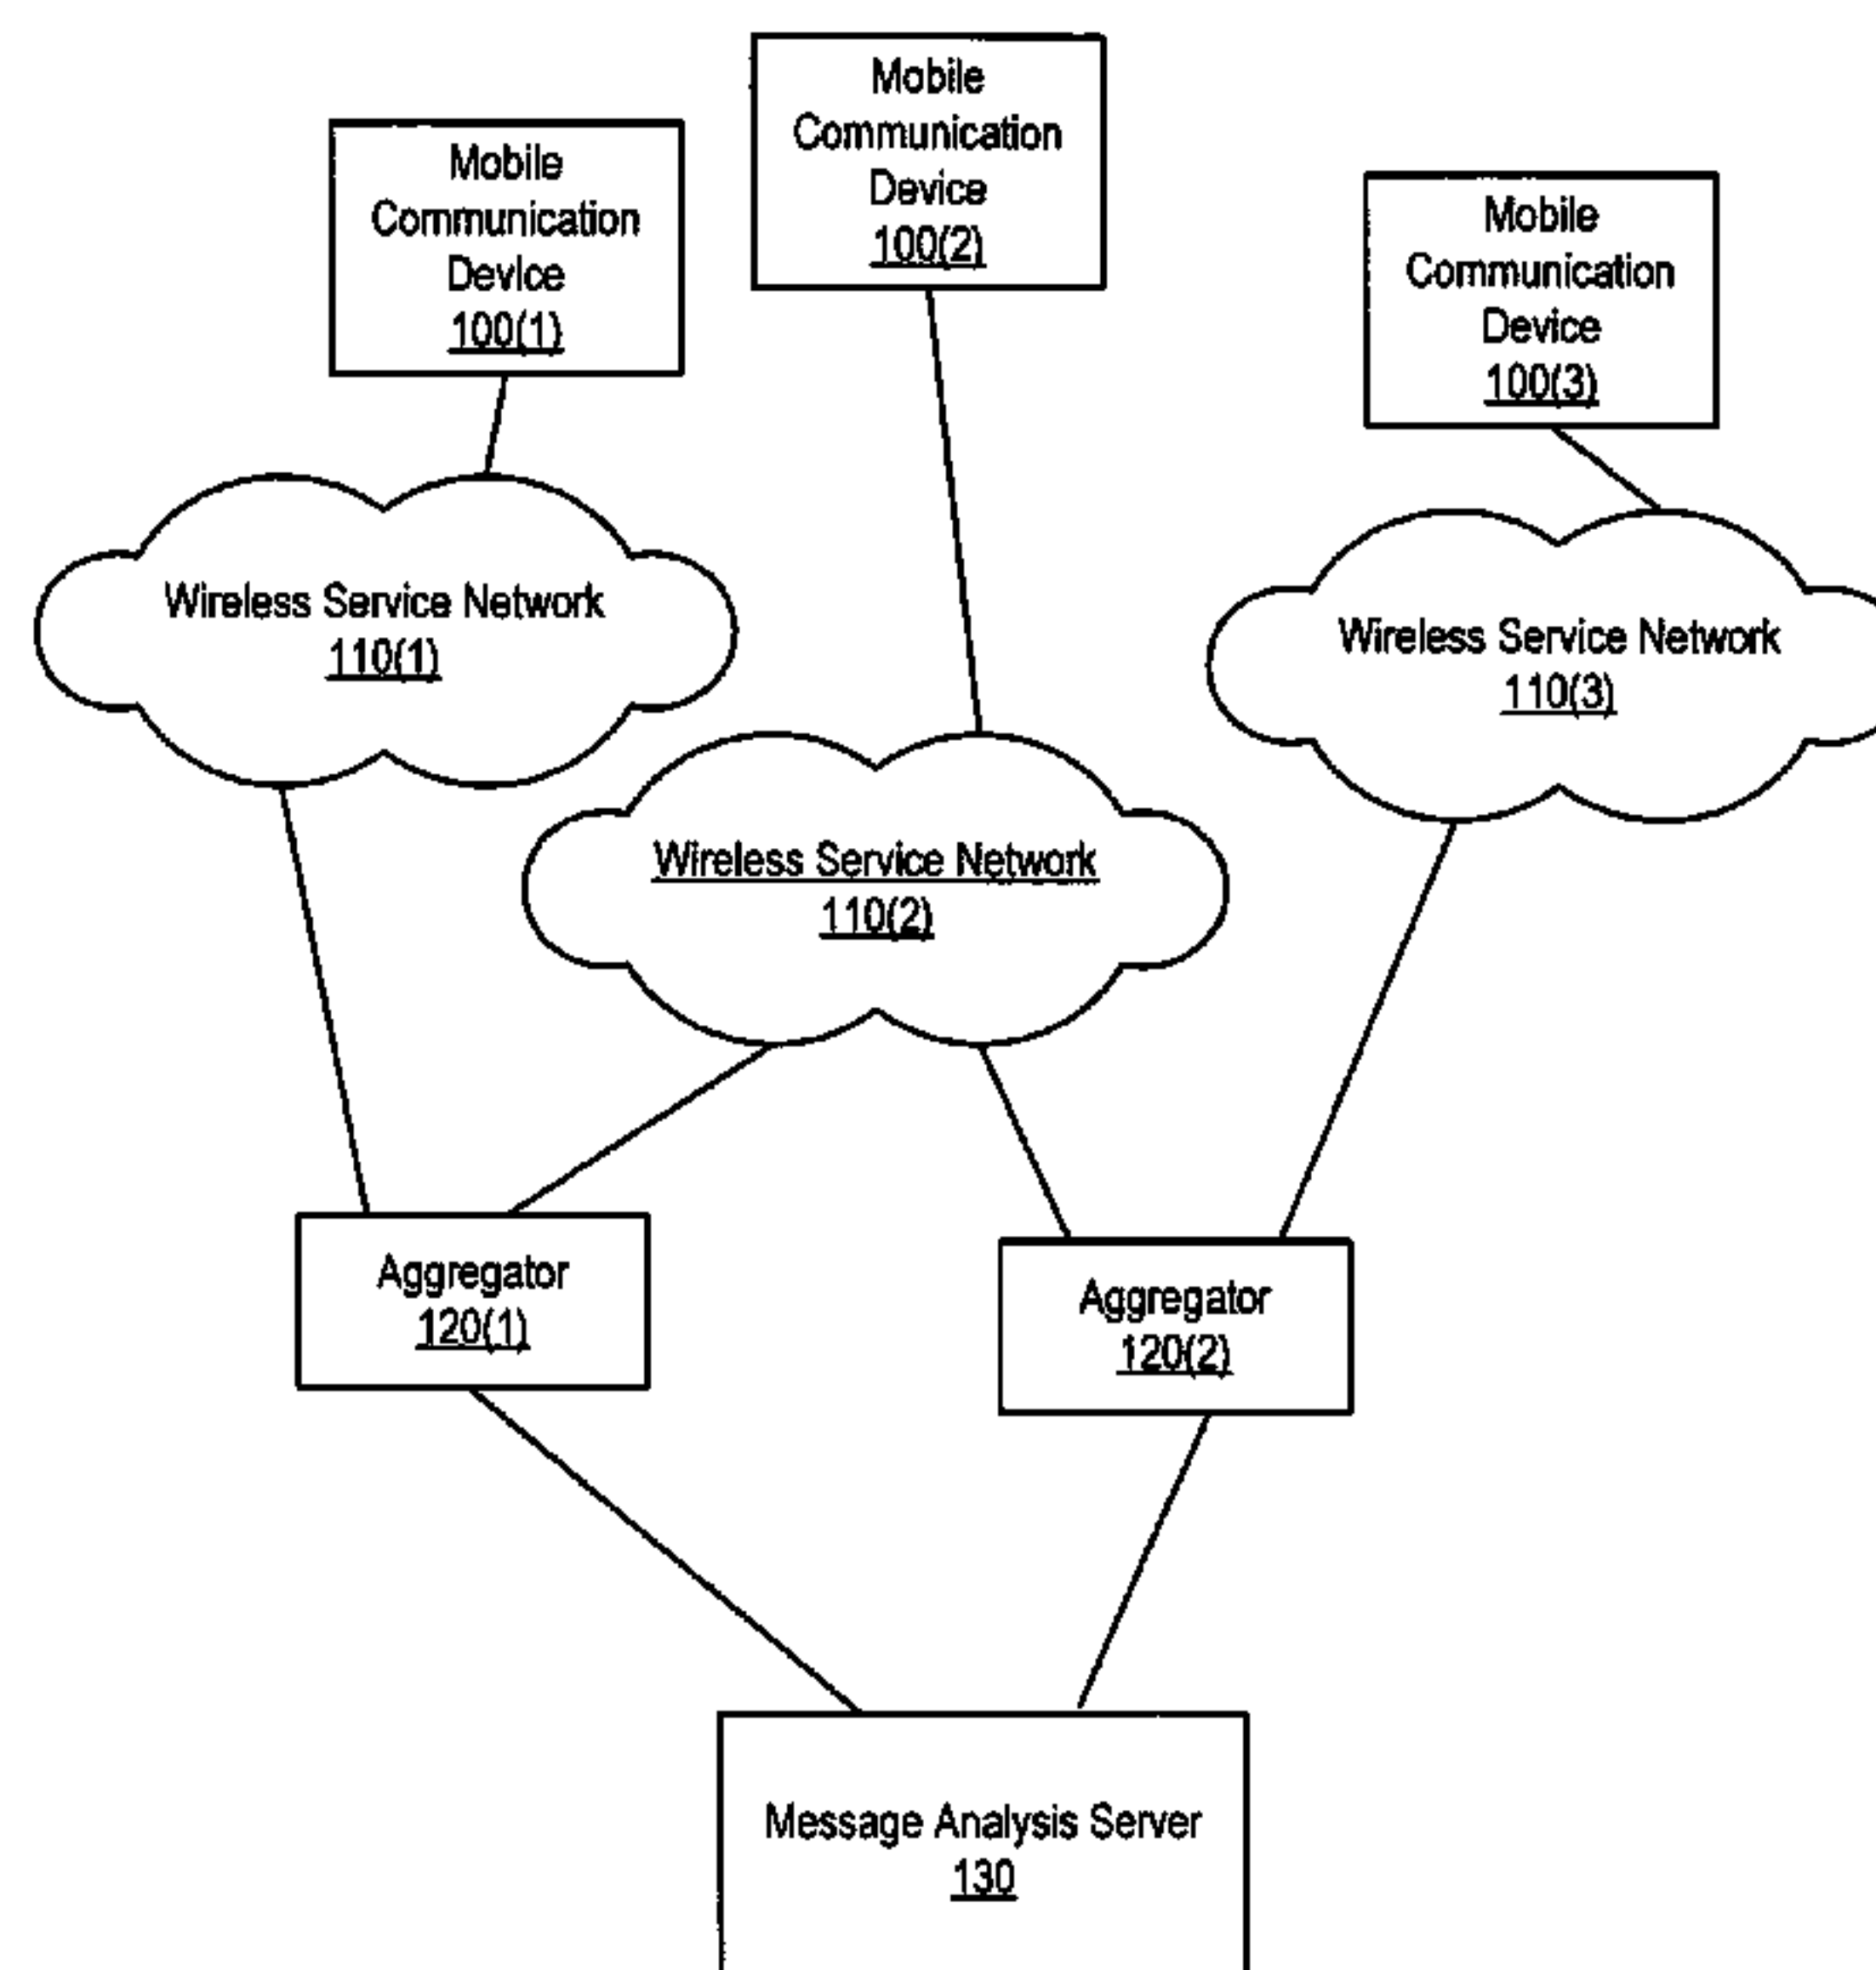 Mobile
Communication
Device
100(1)
Mobile
Communication
Device
100(2)
Mobile
Communication
Device
100(3)
Wireless Service Network
110(1)
Wireless Service Network
110(2)
Wireless Service Network
110(3)
Aggregator
120(1)
Aggregator
120(2)
Message Analysis Server
130